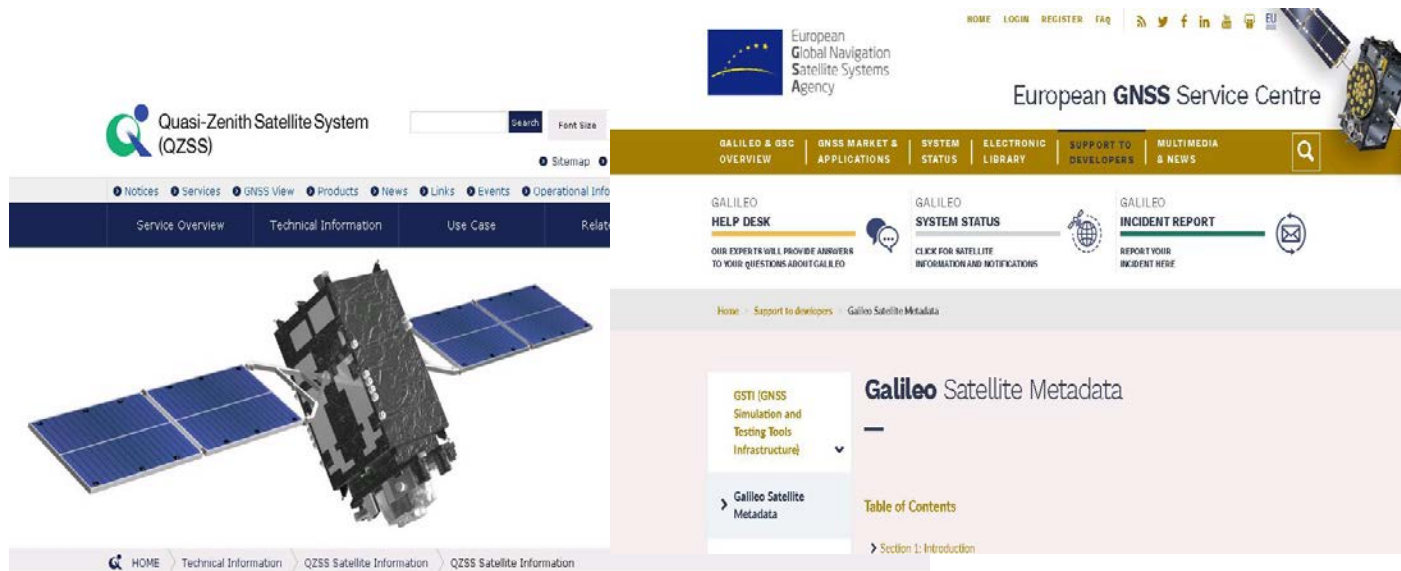 Quasi-Zenith Satellite System
(QZSS)
Search
Font Size
Sitemap
Notices Services GNSS View Products News Links Events Operational Info
Service Overview Technical Information Use Case Relat
HOME Technical Information QZSS Satellite Information QZSS Satellite Information
HOME LOGIN REGISTER FAQ
EU
European
Global Navigation
Satellite Systems
Agency
European GNSS Service Centre
GALILEO & GSC
OVERVIEW
GNSS MARKET &
APPLICATIONS
SYSTEM
STATUS
ELECTRONIC
LIBRARY
SUPPORT TO
DEVELOPERS
MULTIMEDIA
& NEWS
GALILEO
HELP DESK
OUR EXPERTS WILL PROVIDE ANSWERS
TO YOUR QUESTIONS ABOUT GALILEO
GALILEO
SYSTEM STATUS
CLICK FOR SATELLITE
INFORMATION AND NOTIFICATIONS
GALILEO
INCIDENT REPORT
REPORT YOUR
INCIDENT HERE
Home Support to developers Galileo Satellite Metadata
GSTI (GNSS
Simulation and
Testing Tools
Infrastructure)
Galileo Satellite
Metadata
Galileo Satellite Metadata
Table of Contents
Section 1: Introduction